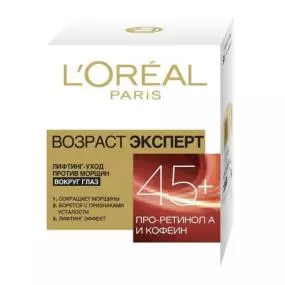 L'ORÉAL
PARIS
ВОЗРАСТ ЭКСПЕРТ
ЛИФТИНГ-УХОД
ПРОТИВ МОРЩИН
ВОКРУГ ГЛАЗ
1. СОКРАЩАЕТ МОРЩИНЫ
2. БОРЕТСЯ С ПРИЗНАКАМИ
УСТАЛОСТИ
3. ЛИФТИНГ ЭФФЕКТ
45+
ПРО-РЕТИНОЛ А
И КОФЕИН